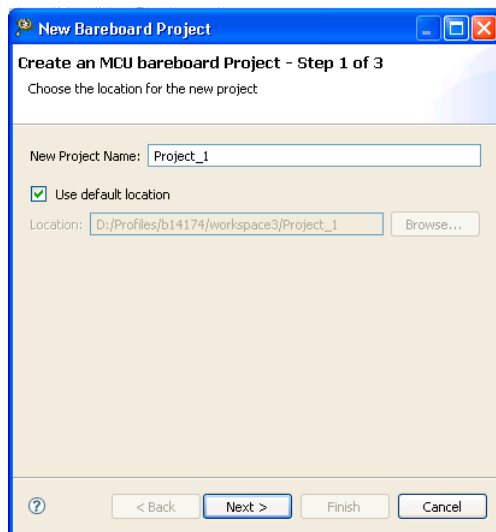 New Bareboard Project
Create an MCU bareboard Project - Step 1 of 3
Choose the location for the new project
New Project Name: Project_1
Use default location
Location: D:/Profiles/b14174/workspace3/Project_1 Browse...
? < Back Next > Finish Cancel